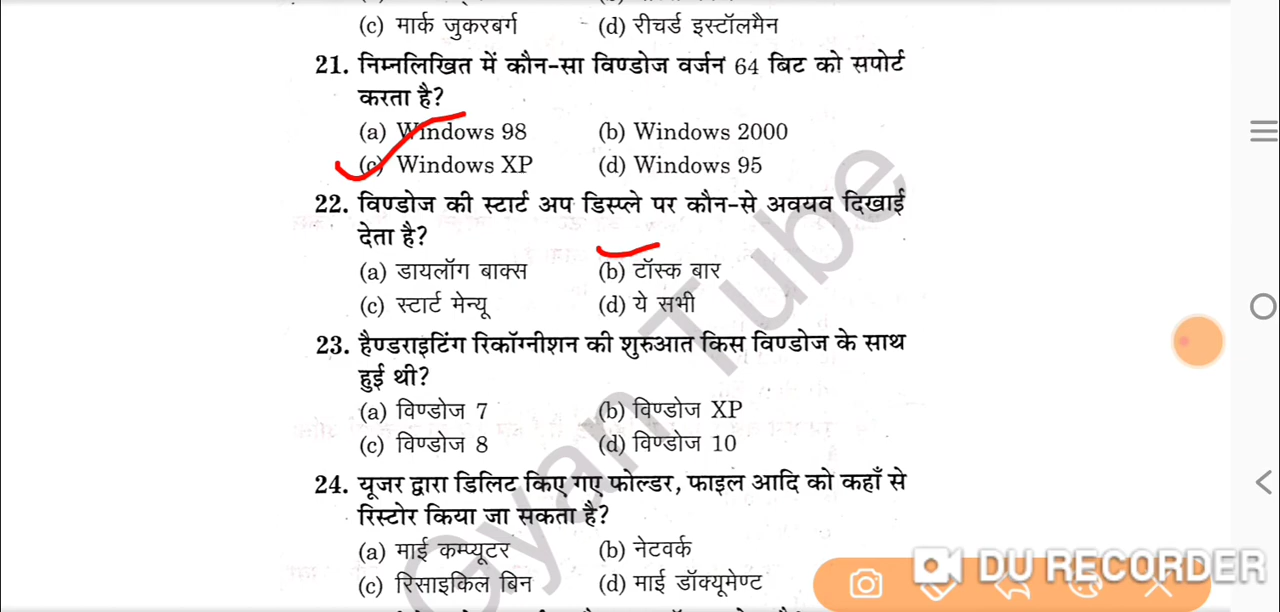 (c) मार्क जुकरबर्ग (d) रीचर्ड इस्टॉलमैन
21. निम्नलिखित में कौन-सा विण्डोज वर्जन 64 बिट को सपोर्ट
करता है?
(a) Windows 98 (b) Windows 2000
(c) Windows XP (d) Windows 95
22. विण्डोज की स्टार्ट अप डिस्प्ले पर कौन-से अवयव दिखाई
देता है?
(a) डायलॉग बाक्स (b) टॉस्क बार
(c) स्टार्ट मेन्यू (d) ये सभी
23. हैण्डराइटिंग रिकॉग्नीशन की शुरुआत किस विण्डोज के साथ
हुई थी?
(a) विण्डोज 7 (b) विण्डोज XP
(c) विण्डोज 8 (d) विण्डोज 10
24. यूजर द्वारा डिलिट किए गए फोल्डर, फाइल आदि को कहाँ से
रिस्टोर किया जा सकता है?
(a) माई कम्प्यूटर (b) नेटवर्क
(c) रिसाइकिल बिन (d) माई डॉक्यूमेण्ट
Gyan Tube
DU RECORDER